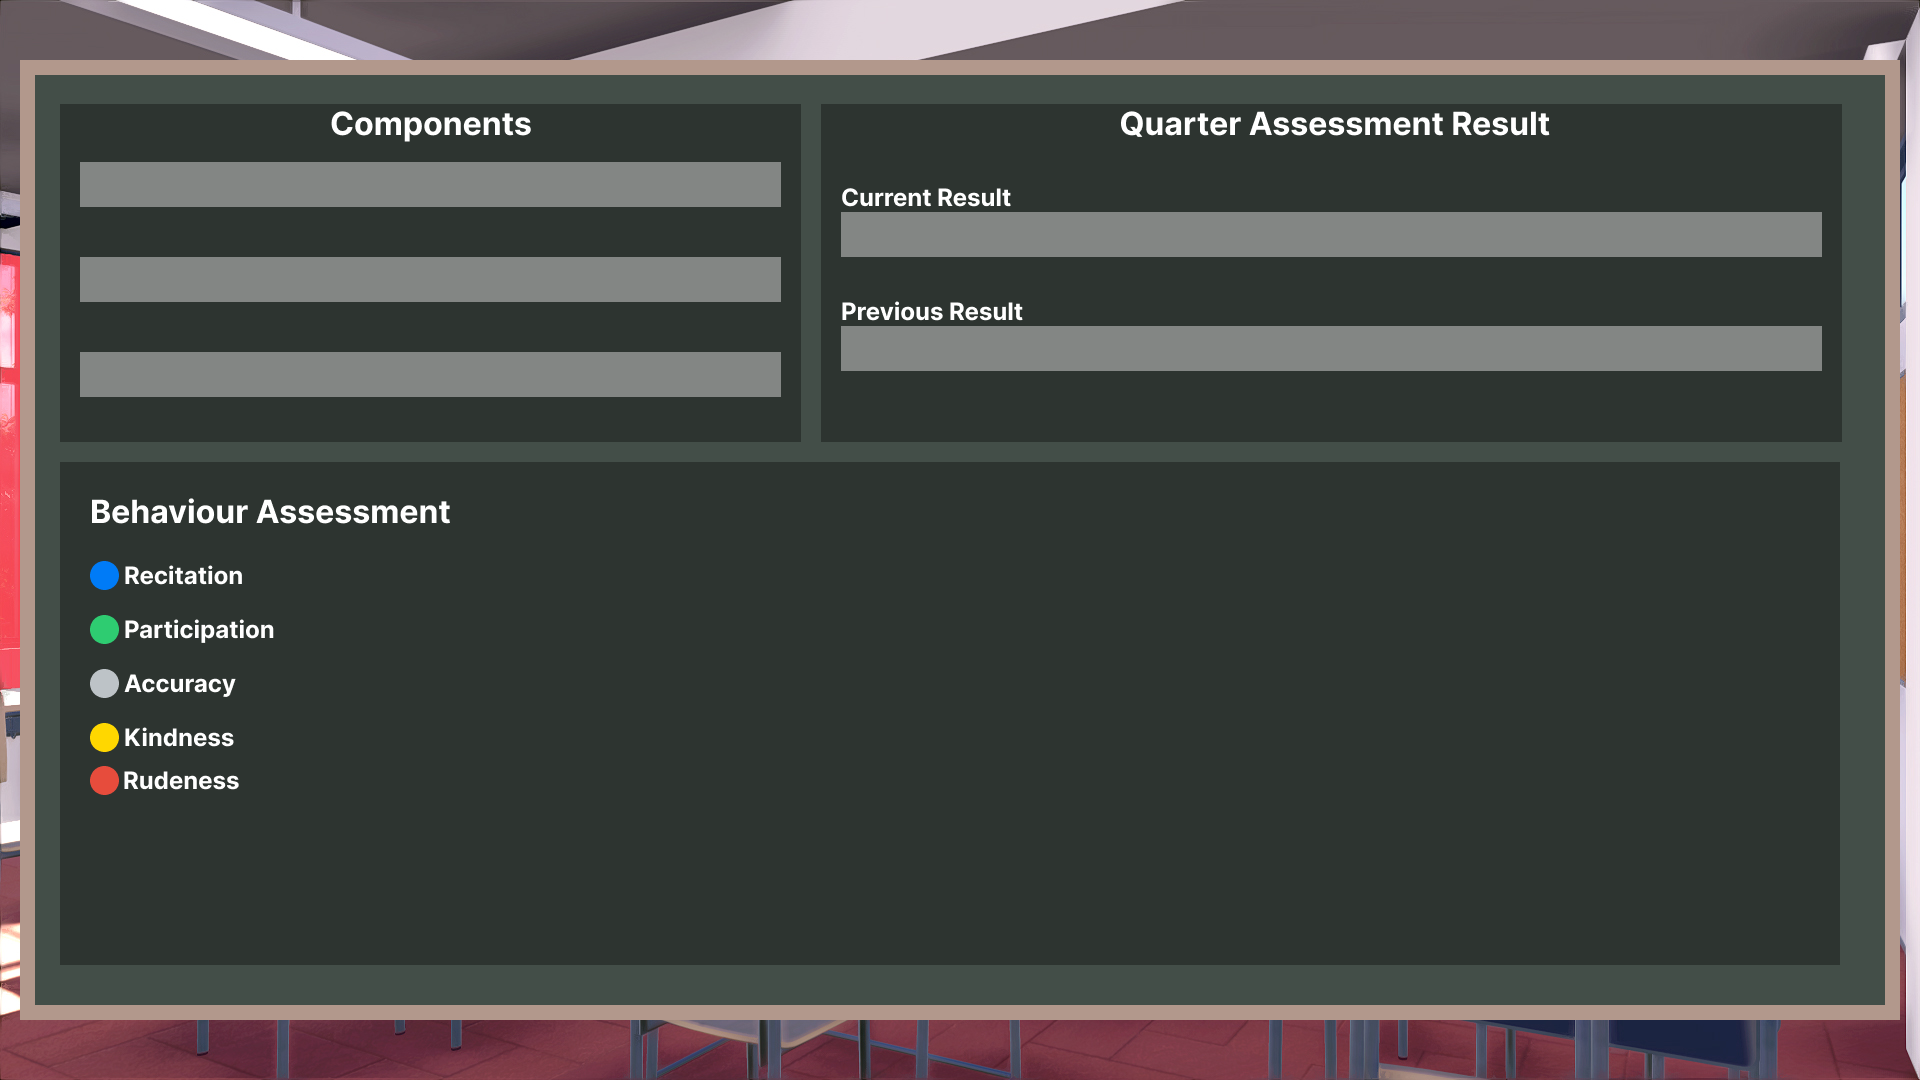 Components
Quarter Assessment Result
Current Result
Previous Result
Behaviour Assessment
Recitation
Participation
Accuracy
Kindness
Rudeness